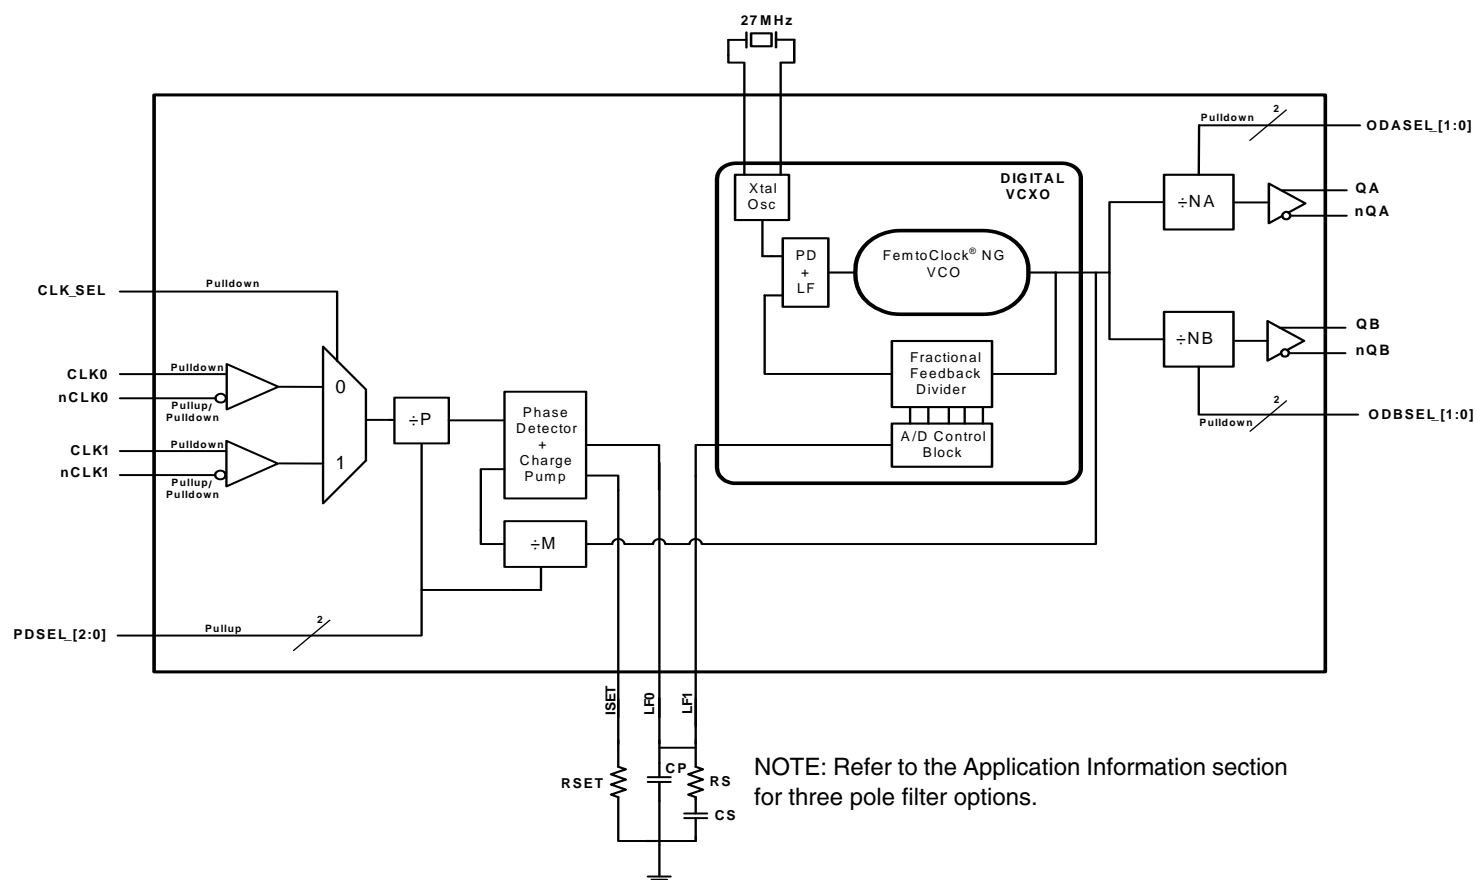 27MHz
Pulldown
2
ODASEL_[1:0]
DIGITAL
VCXO
Xtal
Osc
÷NA
QA
nQA
PD
+
LF
FemtoClock® NG
VCO
CLK_SEL
Pulldown
QB
nQB
÷NB
Fractional
Feedback
Divider
CLK0
Pulldown
nCLK0
Pullup/
Pulldown
0
÷P
Phase
Detector
+
Charge
Pump
2
Pulldown
ODBSEL_[1:0]
A/D Control
Block
CLK1
Pulldown
nCLK1
Pullup/
Pulldown
1
÷M
PDSEL_[2:0]
Pullup
2
ISET
LF0
LF1
RSET
CP
RS
CS
NOTE: Refer to the Application Information section
for three pole filter options.